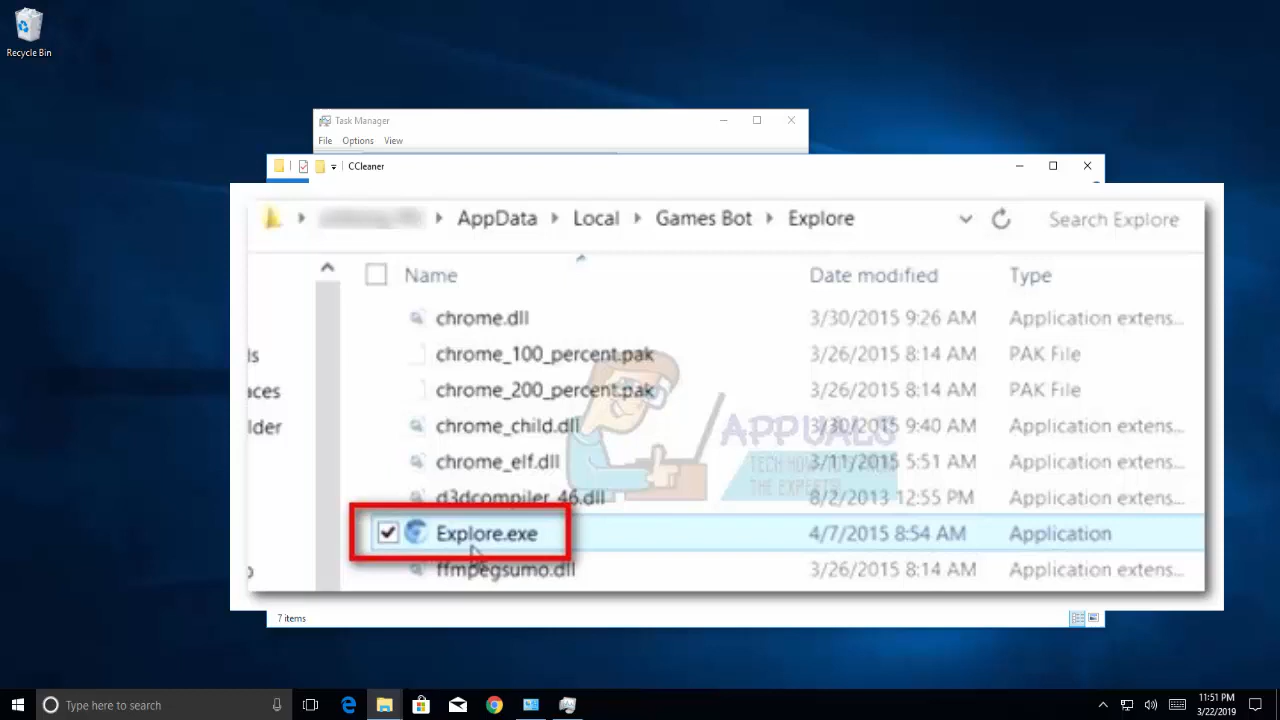 Recycle Bin
Task Manager
File Options View
CCleaner
AppData Local Games Bot Explore Search Explore
Name Date modified Type
chrome.dll 3/30/2015 9:26 AM Application extens...
chrome_100_percent.pak 3/26/2015 8:14 AM PAK File
chrome_200_percent.pak 3/26/2015 8:14 AM PAK File
chrome_child.dll 3/30/2015 9:40 AM Application extens...
chrome_elf.dll 3/11/2015 5:51 AM Application extens...
d3dcompiler_46.dll 8/2/2013 12:55 PM Application extens...
Explore.exe 4/7/2015 8:54 AM Application
ffmpegsumo.dll 3/26/2015 8:14 AM Application extens...
ls
aces
lder
APPUALS
TECH HOW-TO
THE EXPERTS!
7 items
Type here to search
11:51 PM
3/22/2019